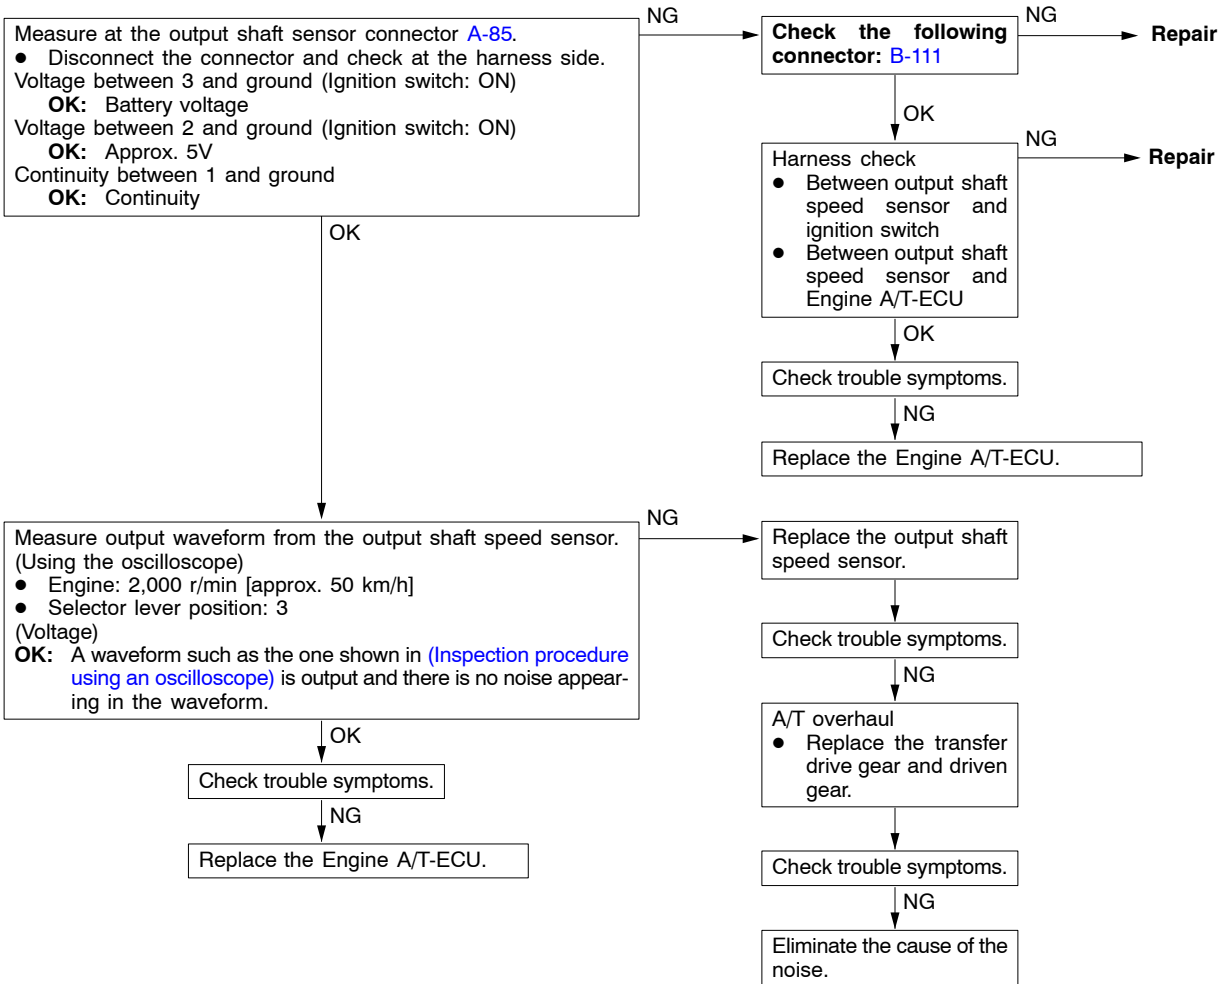 Measure at the output shaft sensor connector A-85.
● Disconnect the connector and check at the harness side.
Voltage between 3 and ground (Ignition switch: ON)
OK: Battery voltage
Voltage between 2 and ground (Ignition switch: ON)
OK: Approx. 5V
Continuity between 1 and ground
OK: Continuity
NG
Check the following
connector: B-111
NG
Repair
OK
Harness check
● Between output shaft
speed sensor and
ignition switch
● Between output shaft
speed sensor and
Engine A/T-ECU
NG
Repair
OK
Check trouble symptoms.
NG
Replace the Engine A/T-ECU.
OK
Measure output waveform from the output shaft speed sensor.
(Using the oscilloscope)
● Engine: 2,000 r/min [approx. 50 km/h]
● Selector lever position: 3
(Voltage)
OK: A waveform such as the one shown in (Inspection procedure
using an oscilloscope) is output and there is no noise appear-
ing in the waveform.
OK
Check trouble symptoms.
NG
Replace the Engine A/T-ECU.
NG
Replace the output shaft
speed sensor.
Check trouble symptoms.
NG
A/T overhaul
● Replace the transfer
drive gear and driven
gear.
Check trouble symptoms.
NG
Eliminate the cause of the
noise.